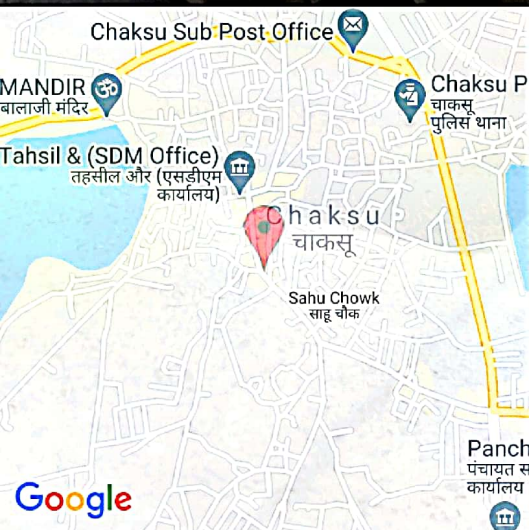 Chaksu Sub Post Office
MANDIR
बालाजी मंदिर
Chaksu P
चाकसू
पुलिस थाना
Tahsil & (SDM Office)
तहसील और (एसडीएम
कार्यालय)
Chaksu
चाकसू
Sahu Chowk
साहू चौक
Panch
पंचायत स
कार्यालय
Google